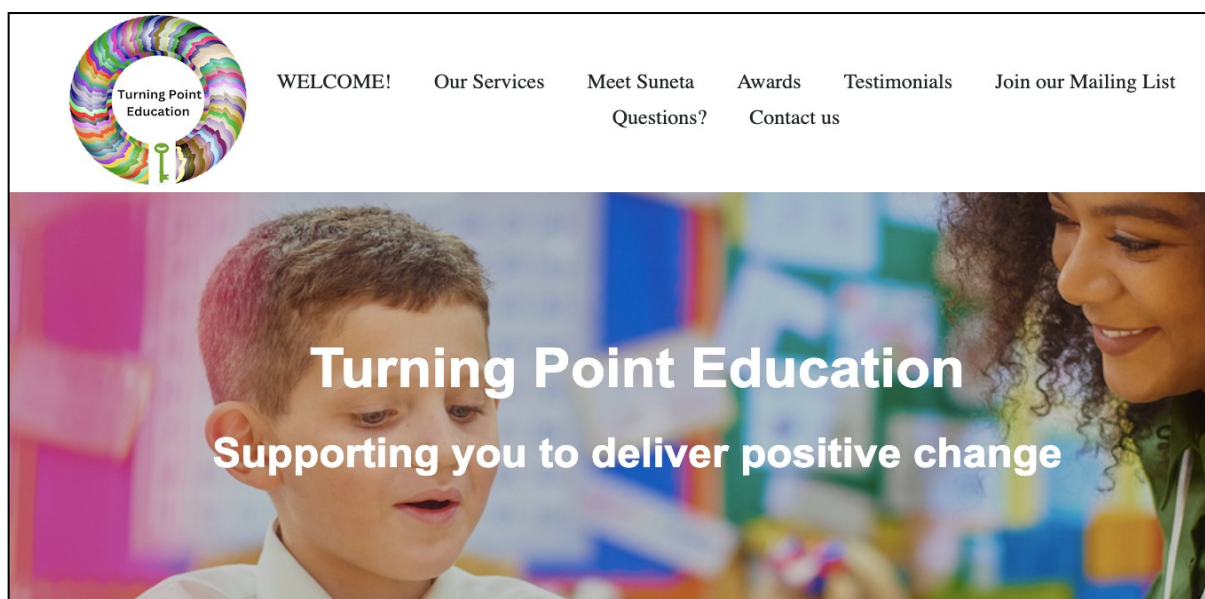 Turning Point
Education
WELCOME! Our Services Meet Suneta Awards Testimonials Join our Mailing List
Questions? Contact us
Turning Point Education
Supporting you to deliver positive change